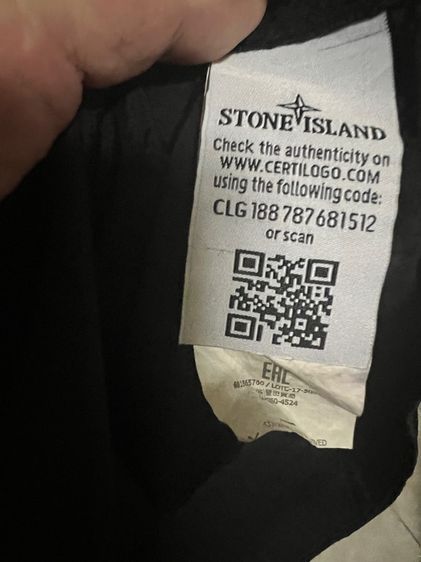 STONE ISLAND
Check the authenticity on
WWW.CERTILOGO.COM
using the following code:
CLG 188 787 681 512
or scan
EAC